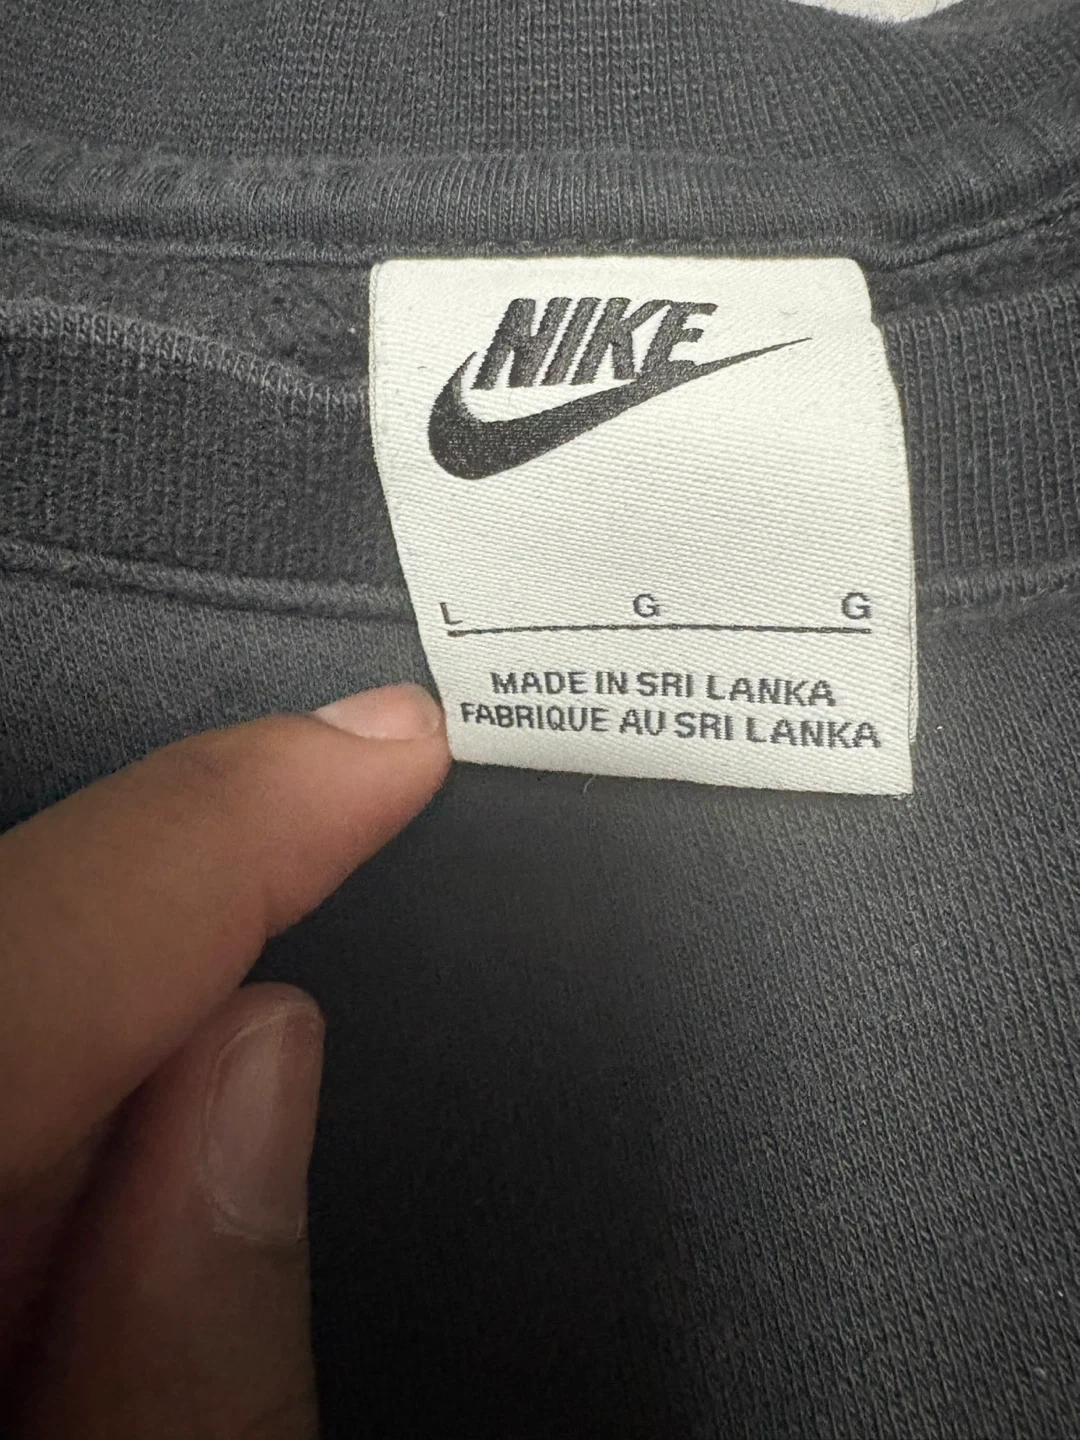 NIKE
L G G
MADE IN SRI LANKA
FABRIQUE AU SRI LANKA